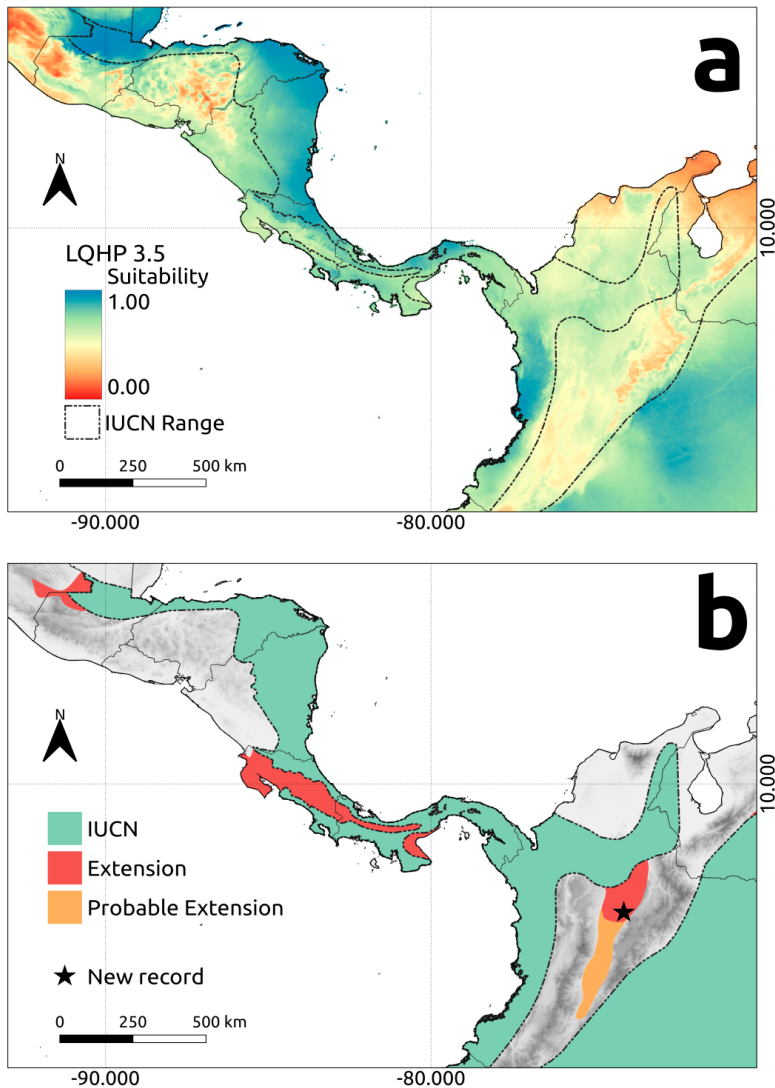 a
N
LQHP 3.5
Suitability
1.00
0.00
IUCN Range
0 250 500 km
10.000
-90.000 -80.000
b
N
10.000
IUCN
Extension
Probable Extension
New record
0 250 500 km
-90.000 -80.000